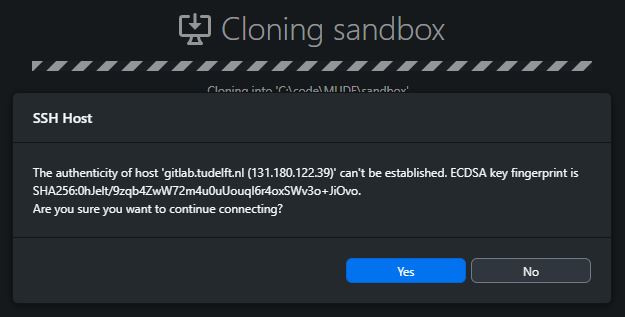 Cloning sandbox
Cloning into 'C:\code\MUDE\sandbox'
SSH Host
The authenticity of host 'gitlab.tudelft.nl (131.180.122.39)' can't be established. ECDSA key fingerprint is
SHA256:0hJelt/9zqb4ZwW72m4u0uUouqI6r4oxSWv3o+JiOvo.
Are you sure you want to continue connecting?
Yes
No